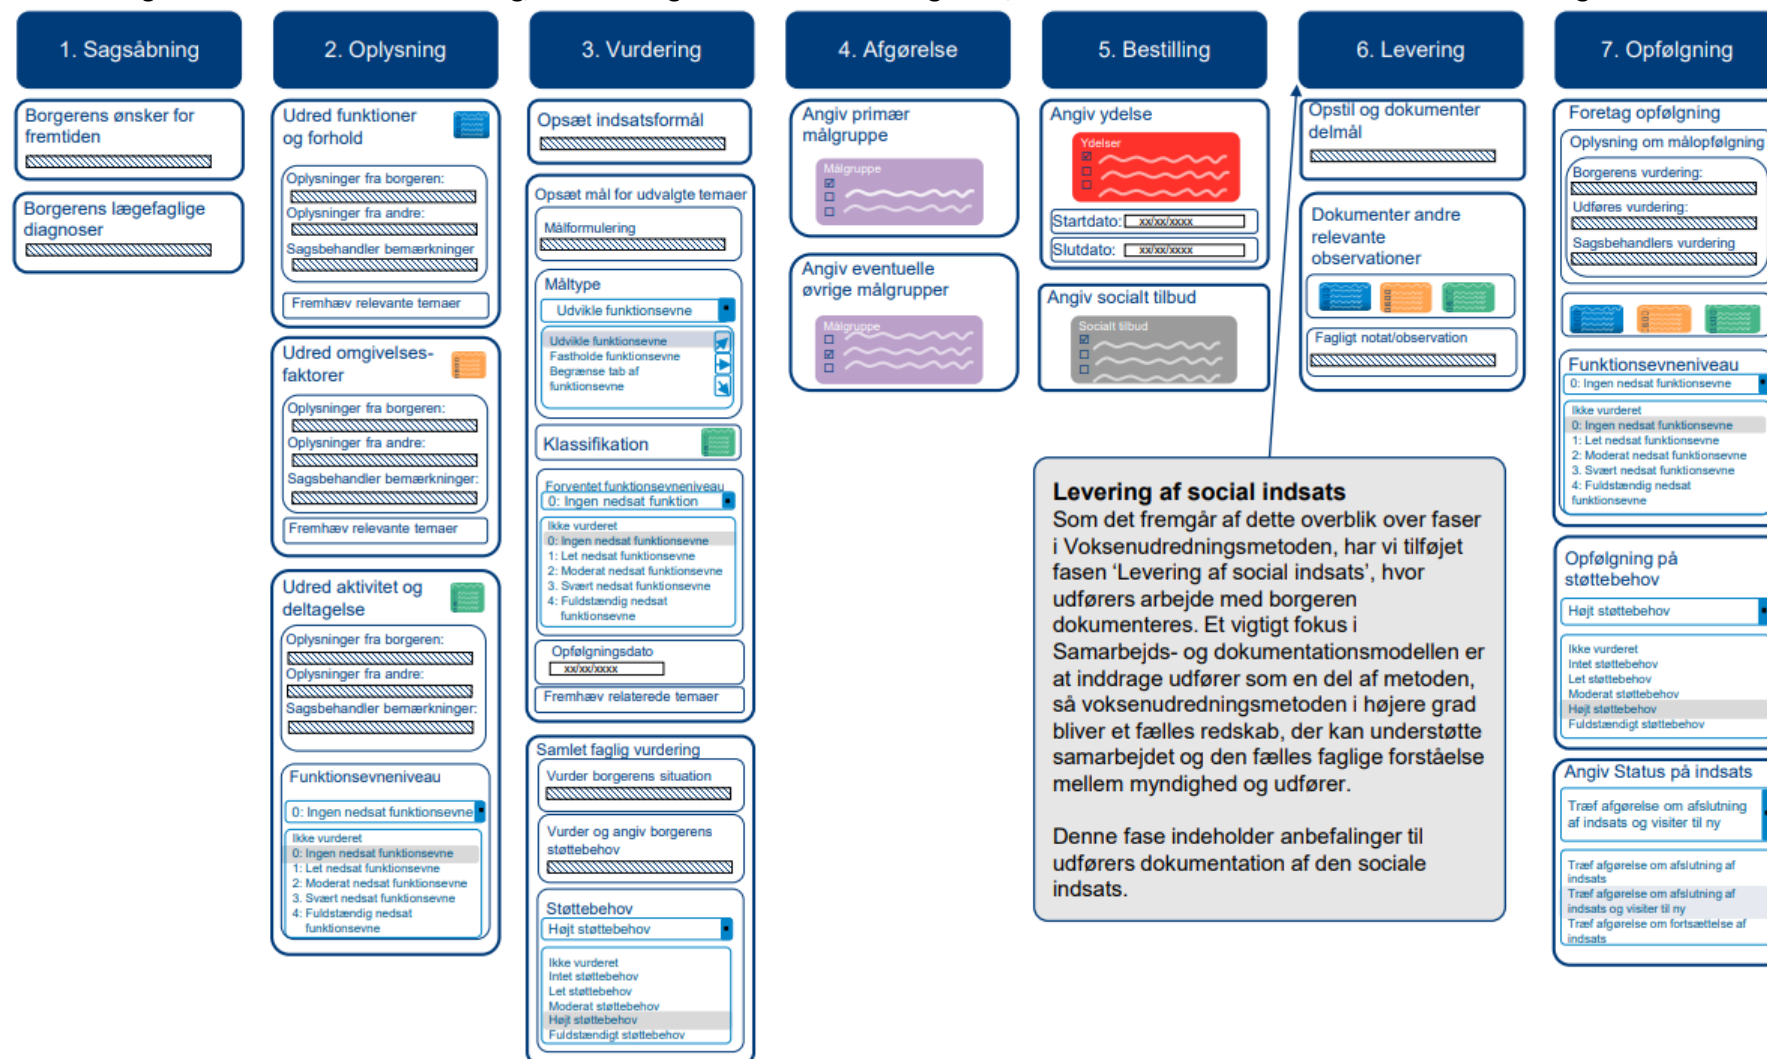 1. Sagsåbning
Borgerens ønsker for
fremtiden
Borgerens lægefaglige
diagnoser
2. Oplysning
Udred funktioner
og forhold
Oplysninger fra borgeren:
Oplysninger fra andre:
Sagsbehandler bemærkninger
Fremhæv relevante temaer
Udred omgivelses-
faktorer
Oplysninger fra borgeren:
Oplysninger fra andre:
Sagsbehandler bemærkninger:
Fremhæv relevante temaer
Udred aktivitet og
deltagelse
Oplysninger fra borgeren:
Oplysninger fra andre:
Sagsbehandler bemærkninger:
Funktionsevneniveau
0: Ingen nedsat funktionsevne
Ikke vurderet
0: Ingen nedsat funktionsevne
1: Let nedsat funktionsevne
2: Moderat nedsat funktionsevne
3. Svært nedsat funktionsevne
4: Fuldstændig nedsat
funktionsevne
3. Vurdering
Opsæt indsatsformål
Opsæt mål for udvalgte temaer
Målformulering
Måltype
Udvikle funktionsevne
Udvikle funktionsevne
Fastholde funktionsevne
Begrænse tab af
funktionsevne
Klassifikation
Forventet funktionsevneniveau
0: Ingen nedsat funktion
Ikke vurderet
0: Ingen nedsat funktionsevne
1: Let nedsat funktionsevne
2: Moderat nedsat funktionsevne
3. Svært nedsat funktionsevne
4: Fuldstændig nedsat
funktionsevne
Opfølgningsdato
xx/xx/xxxx
Fremhæv relaterede temaer
Samlet faglig vurdering
Vurder borgerens situation
Vurder og angiv borgerens
støttebehov
Støttebehov
Højt støttebehov
Ikke vurderet
Intet støttebehov
Let støttebehov
Moderat støttebehov
Højt støttebehov
Fuldstændigt støttebehov
4. Afgørelse
Angiv primær
målgruppe
Målgruppe
Angiv eventuelle
øvrige målgrupper
Målgruppe
5. Bestilling
Angiv ydelse
Ydelser
Startdato: xx/xx/xxxx
Slutdato: xx/xx/xxxx
Angiv socialt tilbud
Socialt tilbud
6. Levering
Opstil og dokumenter
delmål
Dokumenter andre
relevante
observationer
Fagligt notat/observation
Levering af social indsats
Som det fremgår af dette overblik over faser
i Voksenudredningsmetoden, har vi tilføjet
fasen ‘Levering af social indsats’, hvor
udførers arbejde med borgeren
dokumenteres. Et vigtigt fokus i
Samarbejds- og dokumentationsmodellen er
at inddrage udfører som en del af metoden,
så voksenudredningsmetoden i højere grad
bliver et fælles redskab, der kan understøtte
samarbejdet og den fælles faglige forståelse
mellem myndighed og udfører.
Denne fase indeholder anbefalinger til
udførers dokumentation af den sociale
indsats.
7. Opfølgning
Foretag opfølgning
Oplysning om målopfølgning
Borgerens vurdering:
Udføres vurdering:
Sagsbehandlers vurdering
Funktionsevneniveau
0: Ingen nedsat funktionsevne
Ikke vurderet
0: Ingen nedsat funktionsevne
1: Let nedsat funktionsevne
2: Moderat nedsat funktionsevne
3. Svært nedsat funktionsevne
4: Fuldstændig nedsat
funktionsevne
Opfølgning på
støttebehov
Højt støttebehov
Ikke vurderet
Intet støttebehov
Let støttebehov
Moderat støttebehov
Højt støttebehov
Fuldstændigt støttebehov
Angiv Status på indsats
Træf afgørelse om afslutning
af indsats og visiter til ny
Træf afgørelse om afslutning af
indsats
Træf afgørelse om afslutning af
indsats og visiter til ny
Træf afgørelse om fortsættelse af
indsats